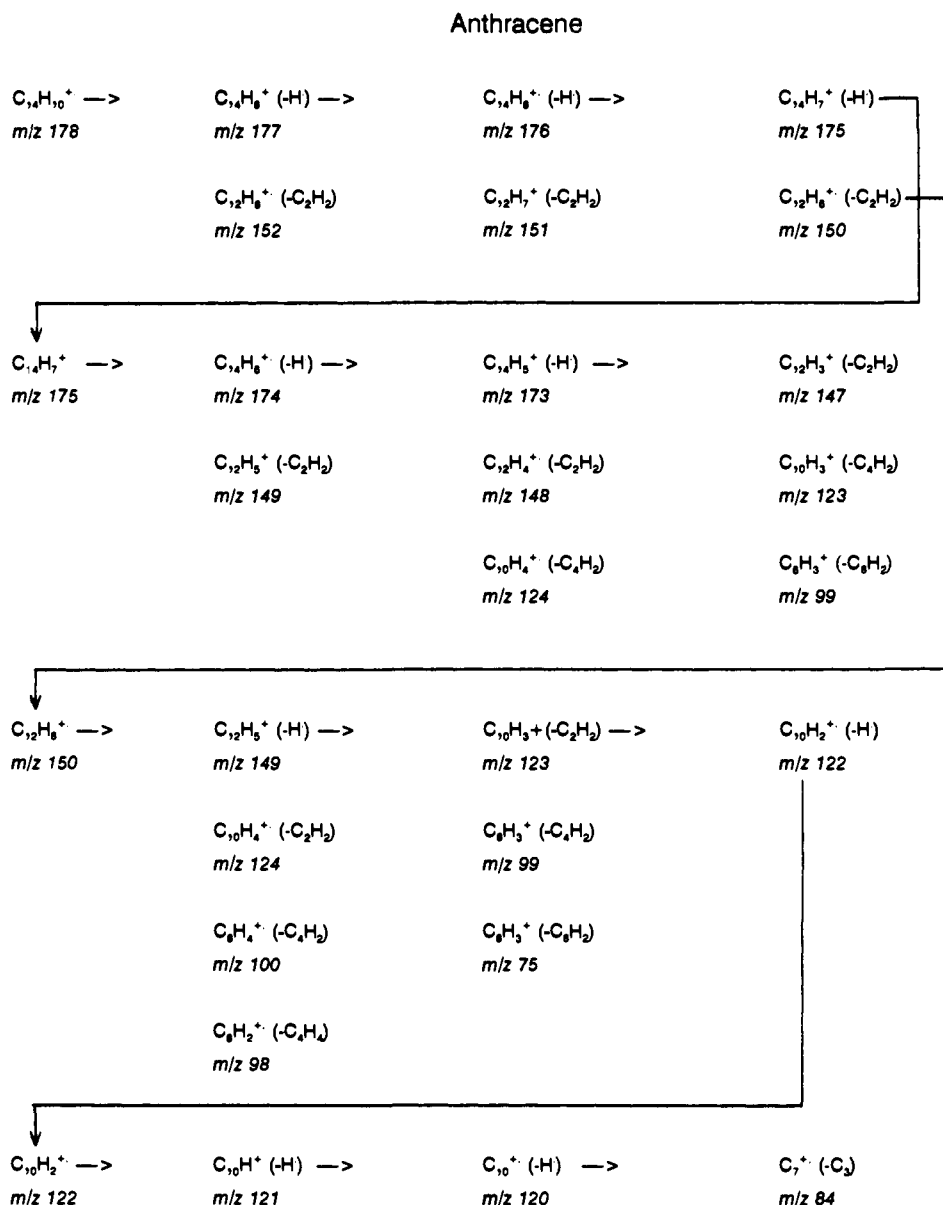 Anthracene
C₁₄H₁₀⁺˙ —> C₁₄H₉⁺ (-H˙) —> C₁₄H₈⁺˙ (-H˙) —> C₁₄H₇⁺ (-H˙)
m/z 178 m/z 177 m/z 176 m/z 175
C₁₂H₈⁺˙ (-C₂H₂) C₁₂H₇⁺ (-C₂H₂) C₁₂H₆⁺˙ (-C₂H₂)
m/z 152 m/z 151 m/z 150
C₁₄H₇⁺ —> C₁₄H₆⁺˙ (-H˙) —> C₁₄H₅⁺ (-H˙) —> C₁₂H₃⁺ (-C₂H₂)
m/z 175 m/z 174 m/z 173 m/z 147
C₁₂H₅⁺ (-C₂H₂) C₁₂H₄⁺˙ (-C₂H₂) C₁₀H₃⁺ (-C₄H₂)
m/z 149 m/z 148 m/z 123
C₁₀H₄⁺˙ (-C₄H₂) C₈H₃⁺ (-C₆H₂)
m/z 124 m/z 99
C₁₂H₆⁺˙ —> C₁₂H₅⁺ (-H˙) —> C₁₀H₃+ (-C₂H₂) —> C₁₀H₂⁺˙ (-H˙)
m/z 150 m/z 149 m/z 123 m/z 122
C₁₀H₄⁺˙ (-C₂H₂) C₈H₃⁺ (-C₄H₂)
m/z 124 m/z 99
C₈H₄⁺˙ (-C₄H₂) C₆H₃⁺ (-C₆H₂)
m/z 100 m/z 75
C₈H₂⁺˙ (-C₄H₄)
m/z 98
C₁₀H₂⁺˙ —> C₁₀H⁺ (-H˙) —> C₁₀⁺˙ (-H˙) —> C₇⁺˙ (-C₃)
m/z 122 m/z 121 m/z 120 m/z 84